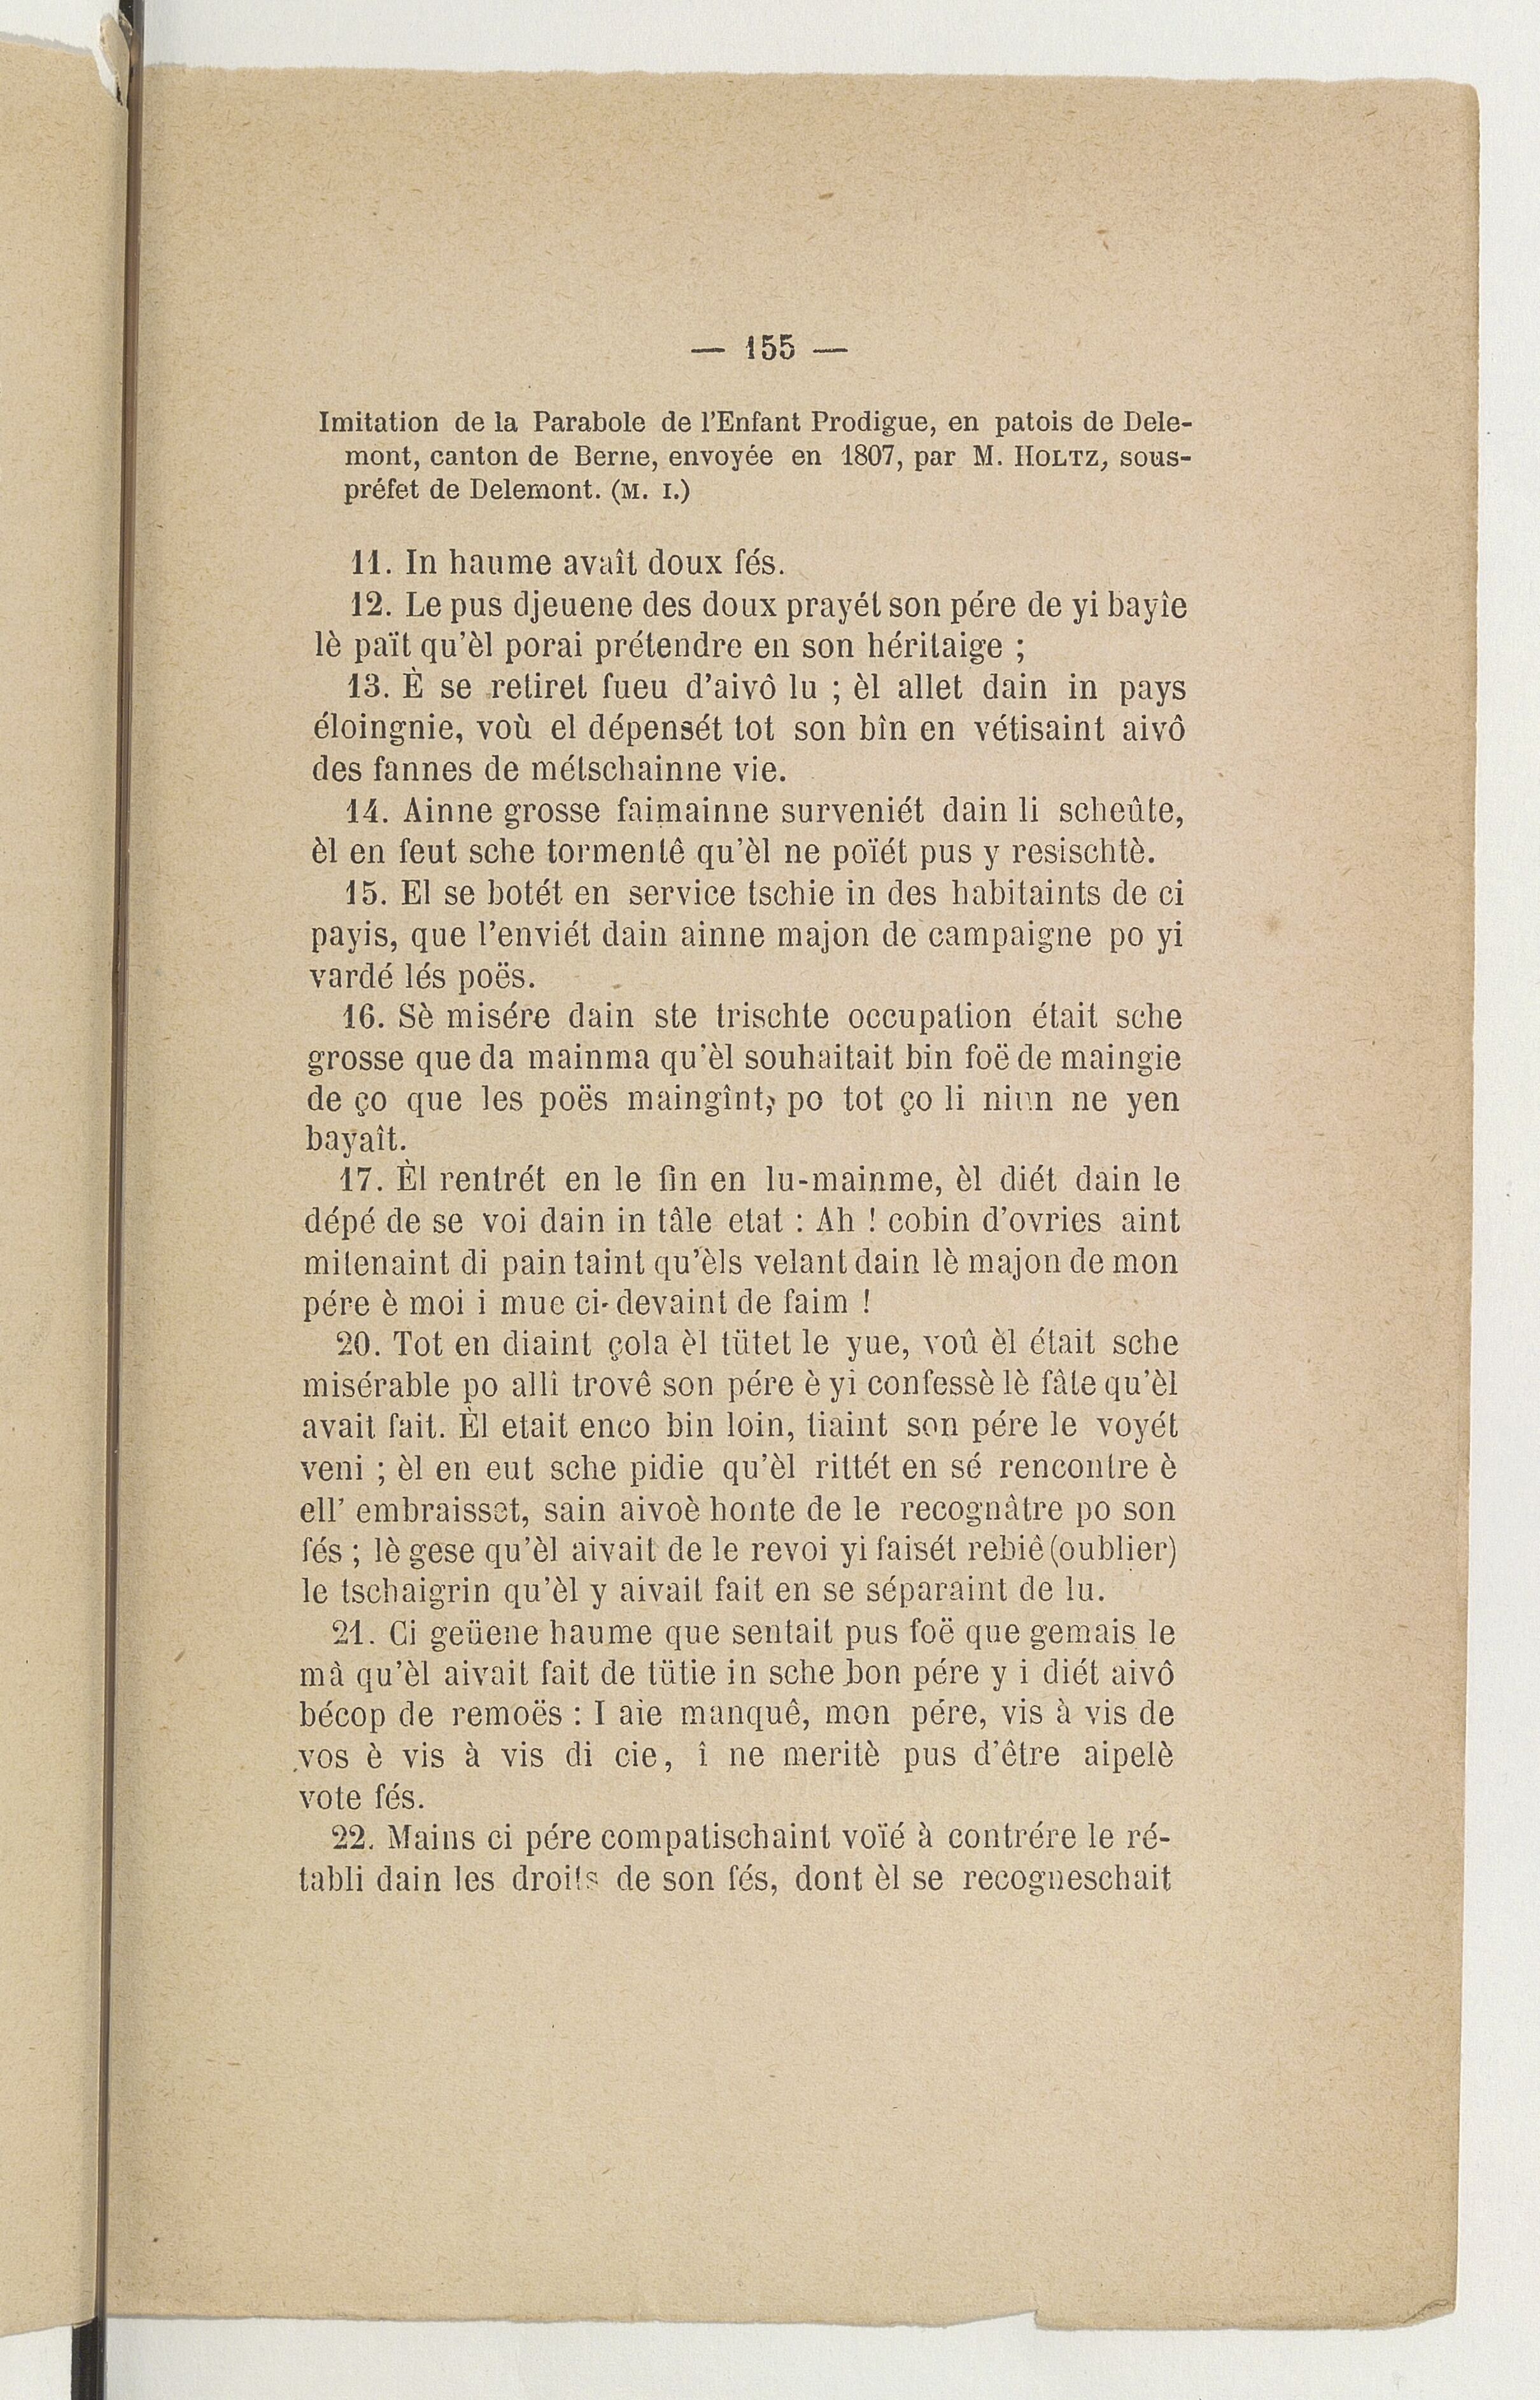 — 155 —
Imitation de la Parabole de l'Enfant Prodigue, en patois de Dele-
mont, canton de Berne, envoyée en 1807, par M. HOLTZ, sous-
préfet de Delemont. (M. I.)
11. In haume avaît doux fés.
12. Le pus djeuene des doux prayét son pére de yi bayîe
lè paït qu'èl porai prétendre en son héritaige ;
13. È se retiret fueu d'aivô lu ; èl allet dain in pays
éloingnie, voù el dépensét tot son bîn en vétisaint aivô
des fannes de métschainne vie.
14. Ainne grosse faimainne surveniét dain li scheûte,
èl en feut sche tormentê qu'èl ne poïét pus y resischtè.
15. El se botét en service tschie in des habitaints de ci
payis, que l'enviét dain ainne majon de campaigne po yi
vardé lés poës.
16. Sè misére dain ste trischte occupation était sche
grosse que da mainma qu'èl souhaitait bin foë de maingie
de ço que les poës maingînt, po tot ço li niun ne yen
bayaît.
17. Èl rentrét en le fin en lu-mainme, èl diét dain le
dépé de se voi dain in tâle etat : Ah ! cobin d'ovries aint
mitenaint di pain taint qu'èls velant dain lè majon de mon
pére è moi i mue ci-devaint de faim !
20. Tot en diaint çola èl tütet le yue, voû èl était sche
misérable po allî trovê son pére è yi confessè lè fâte qu'èl
avait fait. Èl etait enco bin loin, tiaint son pére le voyét
veni ; èl en eut sche pidie qu'èl rittét en sé rencontre è
ell' embraisset, sain aivoè honte de le recognâtre po son
fés ; lè gese qu'èl aivait de le revoi yi faisét rebiê (oublier)
le tschaigrin qu'èl y aivait fait en se séparaint de lu.
21. Ci geüene haume que sentait pus foë que gemais le
mà qu'èl aivait fait de tütie in sche bon pére y i diét aivô
bécop de remoës : I aie manquê, mon pére, vis à vis de
vos è vis à vis di cie, î ne meritè pus d'être aipelè
vote fés.
22. Mains ci pére compatischaint voïé à contrére le ré-
tabli dain les droits de son fés, dont èl se recogneschait